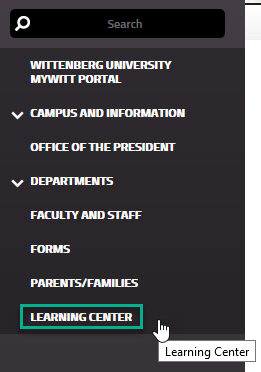 Search
WITTENBERG UNIVERSITY
MYWITT PORTAL
CAMPUS AND INFORMATION
OFFICE OF THE PRESIDENT
DEPARTMENTS
FACULTY AND STAFF
FORMS
PARENTS/FAMILIES
LEARNING CENTER
Learning Center